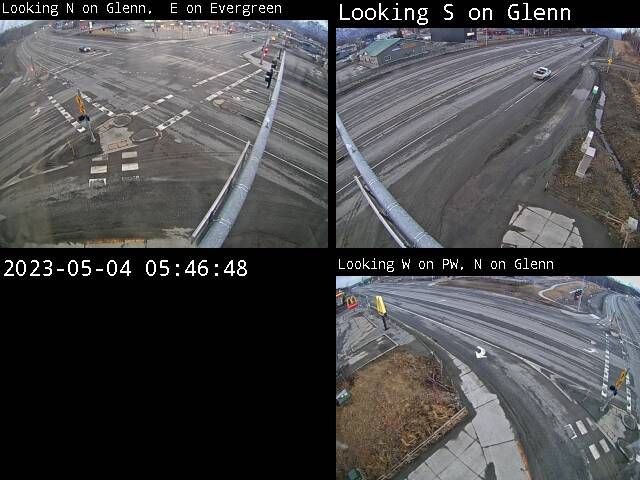 Looking N on Glenn,  E on Evergreen
Looking S on Glenn
2023-05-04 05:46:48
Looking W on PW, N on Glenn